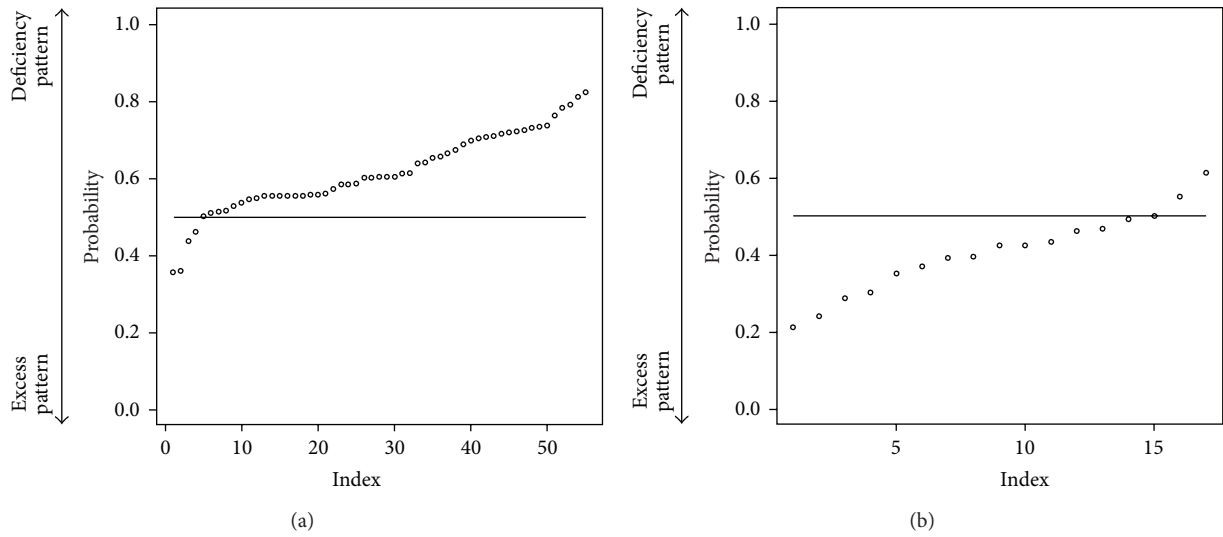 Deficiency
pattern
Excess
pattern
Probability
1.0
0.8
0.6
0.4
0.2
0.0
0
10
20
30
40
50
Index
(a)
Deficiency
pattern
Excess
pattern
Probability
1.0
0.8
0.6
0.4
0.2
0.0
5
10
15
Index
(b)